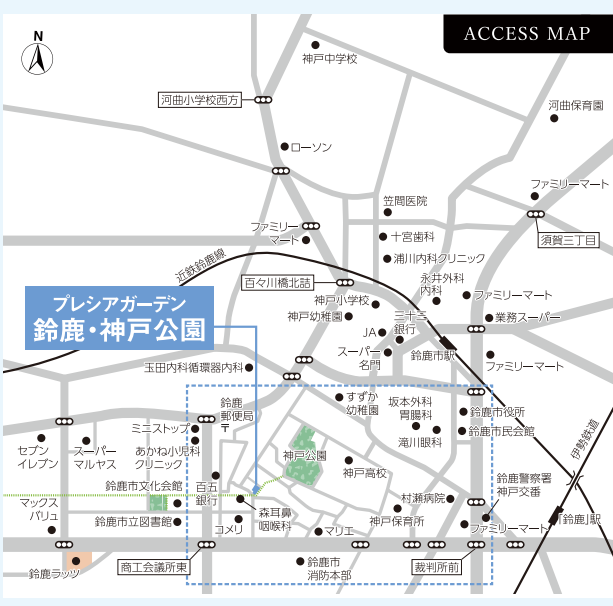 ACCESS MAP
N
神戸中学校
河曲小学校西方
河曲保育園
ローソン
ファミリーマート
笠間医院
ファミリー
マート
十宮歯科
須賀三丁目
浦川内科クリニック
近鉄鈴鹿線
百々川橋北詰
永井外科
内科
プレシアガーデン
鈴鹿・神戸公園
神戸小学校
ファミリーマート
神戸幼稚園
三十三
銀行
業務スーパー
JA
スーパー
名門
鈴鹿市駅
ファミリーマート
玉田内科循環器内科
すずか
幼稚園
坂本外科
胃腸科
鈴鹿
郵便局
〒
鈴鹿市役所
ミニストップ
鈴鹿市民会館
滝川眼科
伊勢鉄道
セブン
イレブン
スーパー
マルヤス
あかね小児科
クリニック
神戸公園
神戸高校
鈴鹿市文化会館
百五
銀行
村瀬病院
鈴鹿警察署
神戸交番
マックス
バリュ
鈴鹿市立図書館
コメリ
森耳鼻
咽喉科
神戸保育所
マリエ
ファミリーマート
「鈴鹿」駅
鈴鹿ラッツ
商工会議所東
鈴鹿市
消防本部
裁判所前